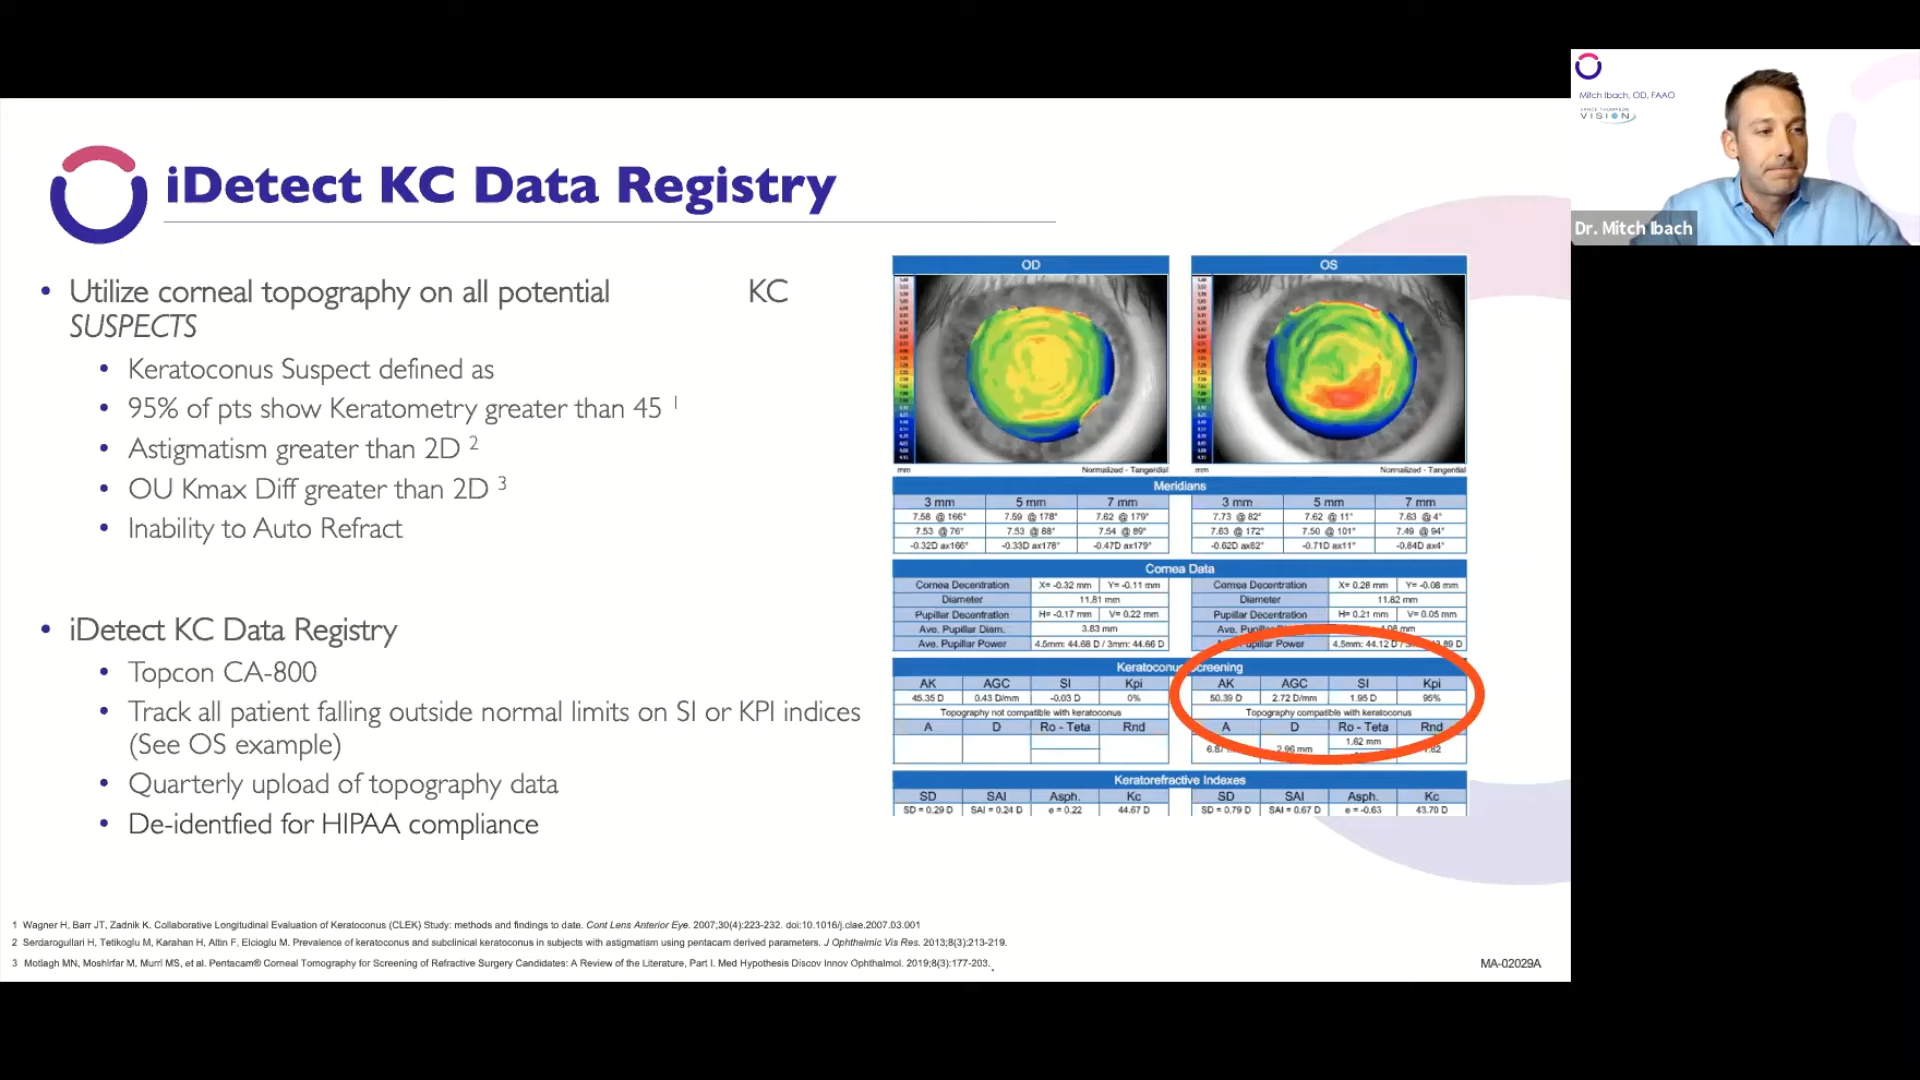 iDetect KC Data Registry
• Utilize corneal topography on all potential KC
SUSPECTS
• Keratoconus Suspect defined as
• 95% of pts show Keratometry greater than 45 1
• Astigmatism greater than 2D 2
• OU Kmax Diff greater than 2D 3
• Inability to Auto Refract
• iDetect KC Data Registry
• Topcon CA-800
• Track all patient falling outside normal limits on SI or KPI indices
(See OS example)
• Quarterly upload of topography data
• De-identfied for HIPAA compliance
OD OS
mm Normalized - Tangential mm Normalized - Tangential
Meridians
3 mm 5 mm 7 mm 3 mm 5 mm 7 mm
7.58 @ 166° 7.59 @ 178° 7.62 @ 179° 7.73 @ 82° 7.62 @ 11° 7.63 @ 4°
7.53 @ 76° 7.53 @ 88° 7.54 @ 89° 7.63 @ 172° 7.50 @ 101° 7.49 @ 94°
-0.32D ax166° -0.33D ax178° -0.47D ax179° -0.62D ax82° -0.71D ax11° -0.84D ax4°
Cornea Data
Cornea Decentration X= -0.32 mm Y= -0.11 mm Cornea Decentration X= 0.28 mm Y= -0.08 mm
Diameter 11.81 mm Diameter 11.82 mm
Pupillar Decentration H= -0.17 mm V= 0.22 mm Pupillar Decentration H= 0.21 mm V= 0.05 mm
Ave. Pupillar Diam. 3.83 mm Ave. mm
Ave. Pupillar Power 4.5mm: 44.68 D / 3mm: 44.66 D Ave. Pupillar Power 4.5mm: 44.12 D /
Keratoconus Screening
AK AGC SI Kpi AK AGC SI Kpi
45.35 D 0.43 D/mm -0.03 D 0% 50.39 D 2.72 D/mm 1.95 D 95%
Topography not compatible with keratoconus Topography compatible with keratoconus
A D Ro - Teta Rnd A D Ro - Teta Rnd
2.96 mm 1.62 mm
Keratorefractive Indexes
SD SAI Asph. Kc SD SAI Asph. Kc
SD = 0.29 D SAI = 0.24 D e = 0.22 44.67 D SD = 0.79 D SAI = 0.67 D e = -0.63 43.70 D
1 Wagner H, Barr JT, Zadnik K. Collaborative Longitudinal Evaluation of Keratoconus (CLEK) Study: methods and findings to date. Cont Lens Anterior Eye. 2007;30(4):223-232. doi:10.1016/j.clae.2007.03.001
2 Serdarogullari H, Tetikoglu M, Karahan H, Altin F, Elcioglu M. Prevalence of keratoconus and subclinical keratoconus in subjects with astigmatism using pentacam derived parameters. J Ophthalmic Vis Res. 2013;8(3):213-219.
3 Motlagh MN, Moshirfar M, Murri MS, et al. Pentacam® Corneal Tomography for Screening of Refractive Surgery Candidates: A Review of the Literature, Part I. Med Hypothesis Discov Innov Ophthalmol. 2019;8(3):177-203.
MA-02029A
Mitch Ibach, OD, FAAO
VANCE THOMPSON
VISION
Dr. Mitch Ibach